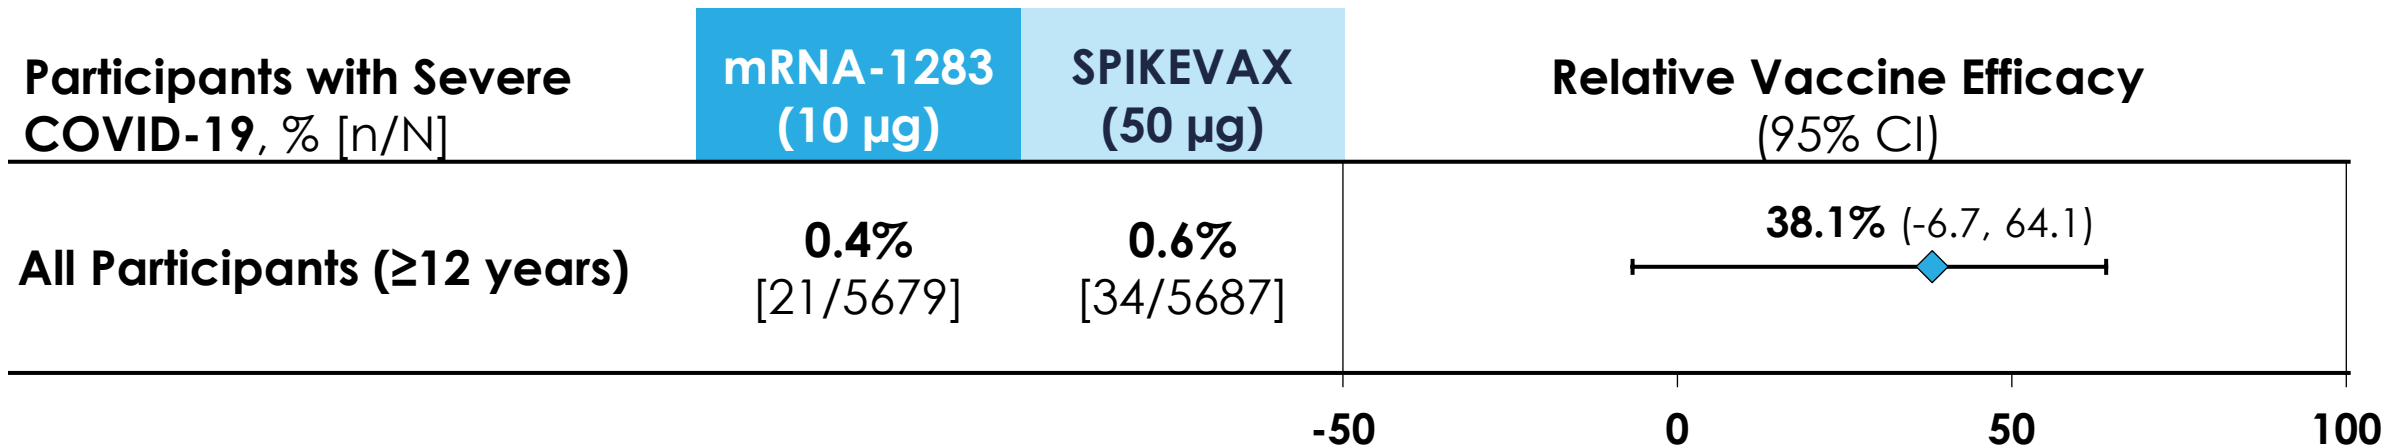 Participants with Severe
COVID-19, % [n/N]
mRNA-1283
(10 µg)
SPIKEVAX
(50 µg)
Relative Vaccine Efficacy
(95% CI)
All Participants (≥12 years)
0.4%
[21/5679]
0.6%
[34/5687]
38.1% (-6.7, 64.1)
-50
0
50
100